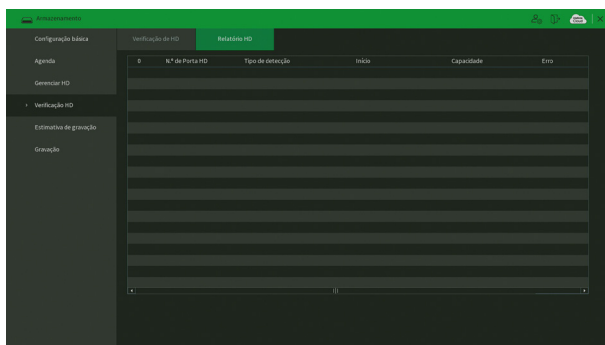 Armazenamento
Configuração básica
Verificação de HD
Relatório HD
Agenda
0 N.º de Porta HD Tipo de detecção Início Capacidade Erro
Gerenciar HD
Verificação HD
Estimativa de gravação
Gravação